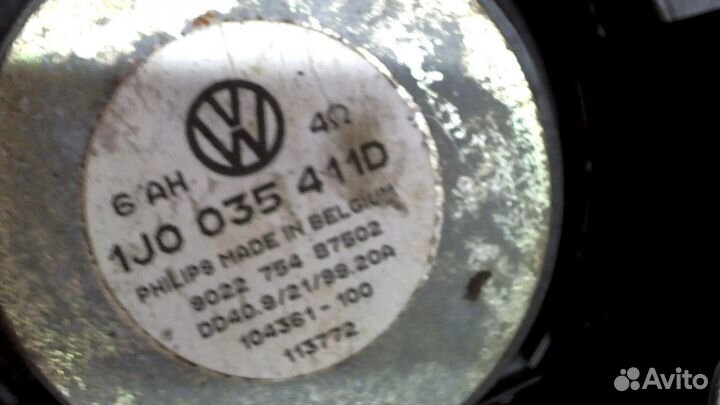 VW
4Ω
6 AH
1J0 035 411D
PHILIPS MADE IN BELGIUM
9022 754 87502
DD40.9/21/99.20A
104361-100
113772
Avito